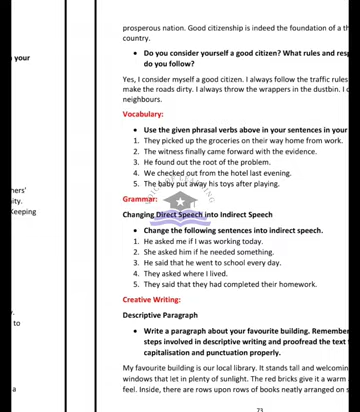 prosperous nation. Good citizenship is indeed the foundation of a
country.
your
• Do you consider yourself a good citizen? What rules and
do you follow?
Yes, I consider myself a good citizen. I always follow the traffic rules
make the roads dirty. I always throw the wrappers in the dustbin. I
neighbours.
Vocabulary:
• Use the given phrasal verbs above in your sentences in your
1. They picked up the groceries on their way home from work.
2. The witness finally came forward with the evidence.
3. He found out the root of the problem.
4. We checked out from the hotel last evening.
5. The baby put away his toys after playing.
Grammar:
Keeping
Changing Direct Speech into Indirect Speech
• Change the following sentences into indirect speech.
1. He asked me if I was working today.
2. She asked him if he needed something.
3. He said that he went to school every day.
4. They asked where I lived.
5. They said that they had completed their homework.
Creative Writing:
Descriptive Paragraph
to
• Write a paragraph about your favourite building. Remember
steps involved in descriptive writing and proofread the text
capitalisation and punctuation properly.
My favourite building is our local library. It stands tall and
windows that let in plenty of sunlight. The red bricks give it a warm
a
feel. Inside, there are rows upon rows of books neatly arranged on
73